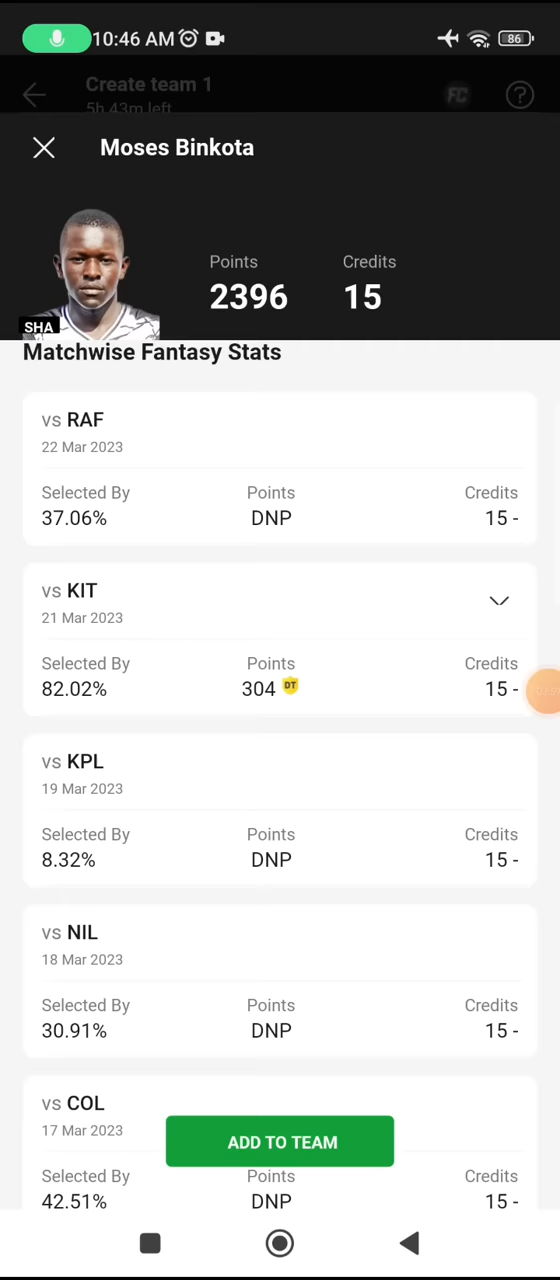 10:46 AM 86
Create team 1
5h 43m left
FC ?
Moses Binkota
Points Credits
2396 15
SHA
Matchwise Fantasy Stats
vs RAF
22 Mar 2023
Selected By Points Credits
37.06% DNP 15 -
vs KIT
21 Mar 2023
Selected By Points Credits
82.02% 304 DT 15 -
vs KPL
19 Mar 2023
Selected By Points Credits
8.32% DNP 15 -
vs NIL
18 Mar 2023
Selected By Points Credits
30.91% DNP 15 -
vs COL
17 Mar 2023
ADD TO TEAM
Selected By Points Credits
42.51% DNP 15 -